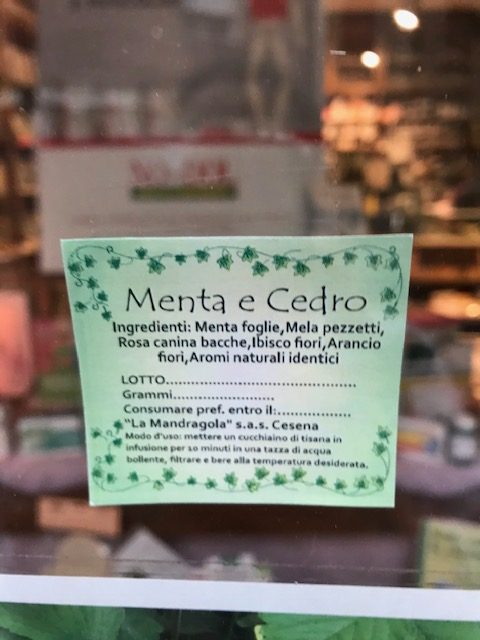 Menta e Cedro
Ingredienti: Menta foglie,Mela pezzetti,
Rosa canina bacche,Ibisco fiori,Arancio
fiori,Aromi naturali identici
LOTTO............................................
Grammi........................
Consumare pref. entro il:.................
"La Mandragola" s.a.s. Cesena
Modo d'uso: mettere un cucchiaino di tisana in
infusione per 10 minuti in una tazza di acqua
bollente, filtrare e bere alla temperatura desiderata.